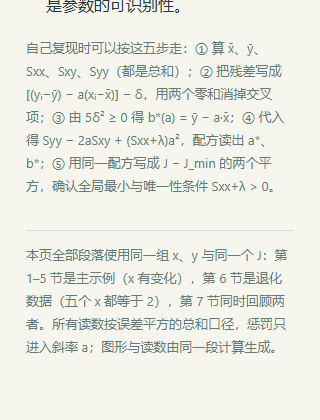 是参数的可识别性。
自己复现时可以按这五步走：① 算 x̄、ȳ、
Sxx、Sxy、Syy（都是总和）；② 把残差写成
[(yᵢ−ȳ) − a(xᵢ−x̄)] − δ，用两个零和消掉交叉
项；③ 由 5δ² ≥ 0 得 b*(a) = ȳ − a·x̄；④ 代入
得 Syy − 2aSxy + (Sxx+λ)a²，配方读出 a*、
b*；⑤ 用同一配方写成 J − J_min 的两个平
方，确认全局最小与唯一性条件 Sxx+λ > 0。
本页全部段落使用同一组 x、y 与同一个 J：第
1–5 节是主示例（x 有变化），第 6 节是退化
数据（五个 x 都等于 2），第 7 节同时回顾两
者。所有读数按误差平方的总和口径，惩罚只
进入斜率 a；图形与读数由同一段计算生成。